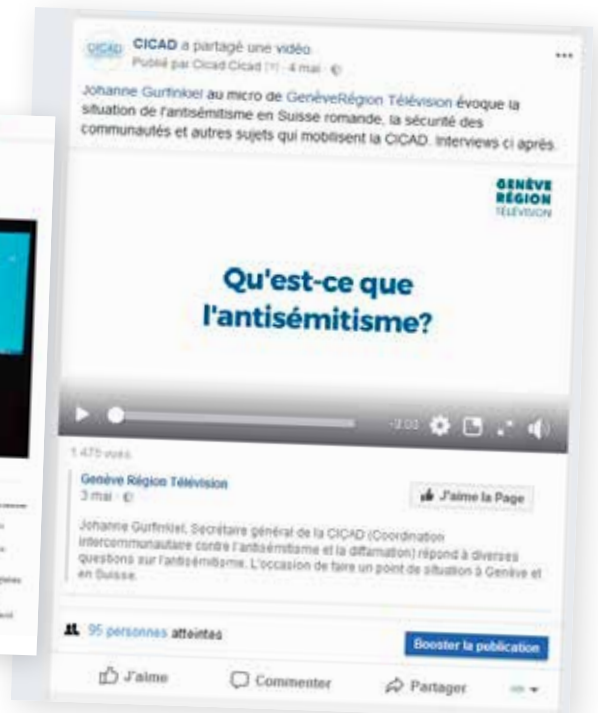 CICAD
CICAD a partagé une vidéo
Publié par Cicad Cicad [?] · 4 mai
Johanne Gurfinkiel au micro de GenèveRégion Télévision évoque la
situation de l'antisémitisme en Suisse romande, la sécurité des
communautés et autres sujets qui mobilisent la CICAD. Interviews ci après.
GENÈVE
RÉGION
TÉLÉVISION
Qu'est-ce que
l'antisémitisme?
1 475 vues
Genève Région Télévision
3 mai
J'aime la Page
Johanne Gurfinkiel, Secrétaire général de la CICAD (Coordination
intercommunautaire contre l'antisémitisme et la diffamation) répond à diverses
questions sur l'antisémitisme. L'occasion de faire un point de situation à Genève et
en Suisse.
95 personnes atteintes
Booster la publication
J'aime
Commenter
Partager